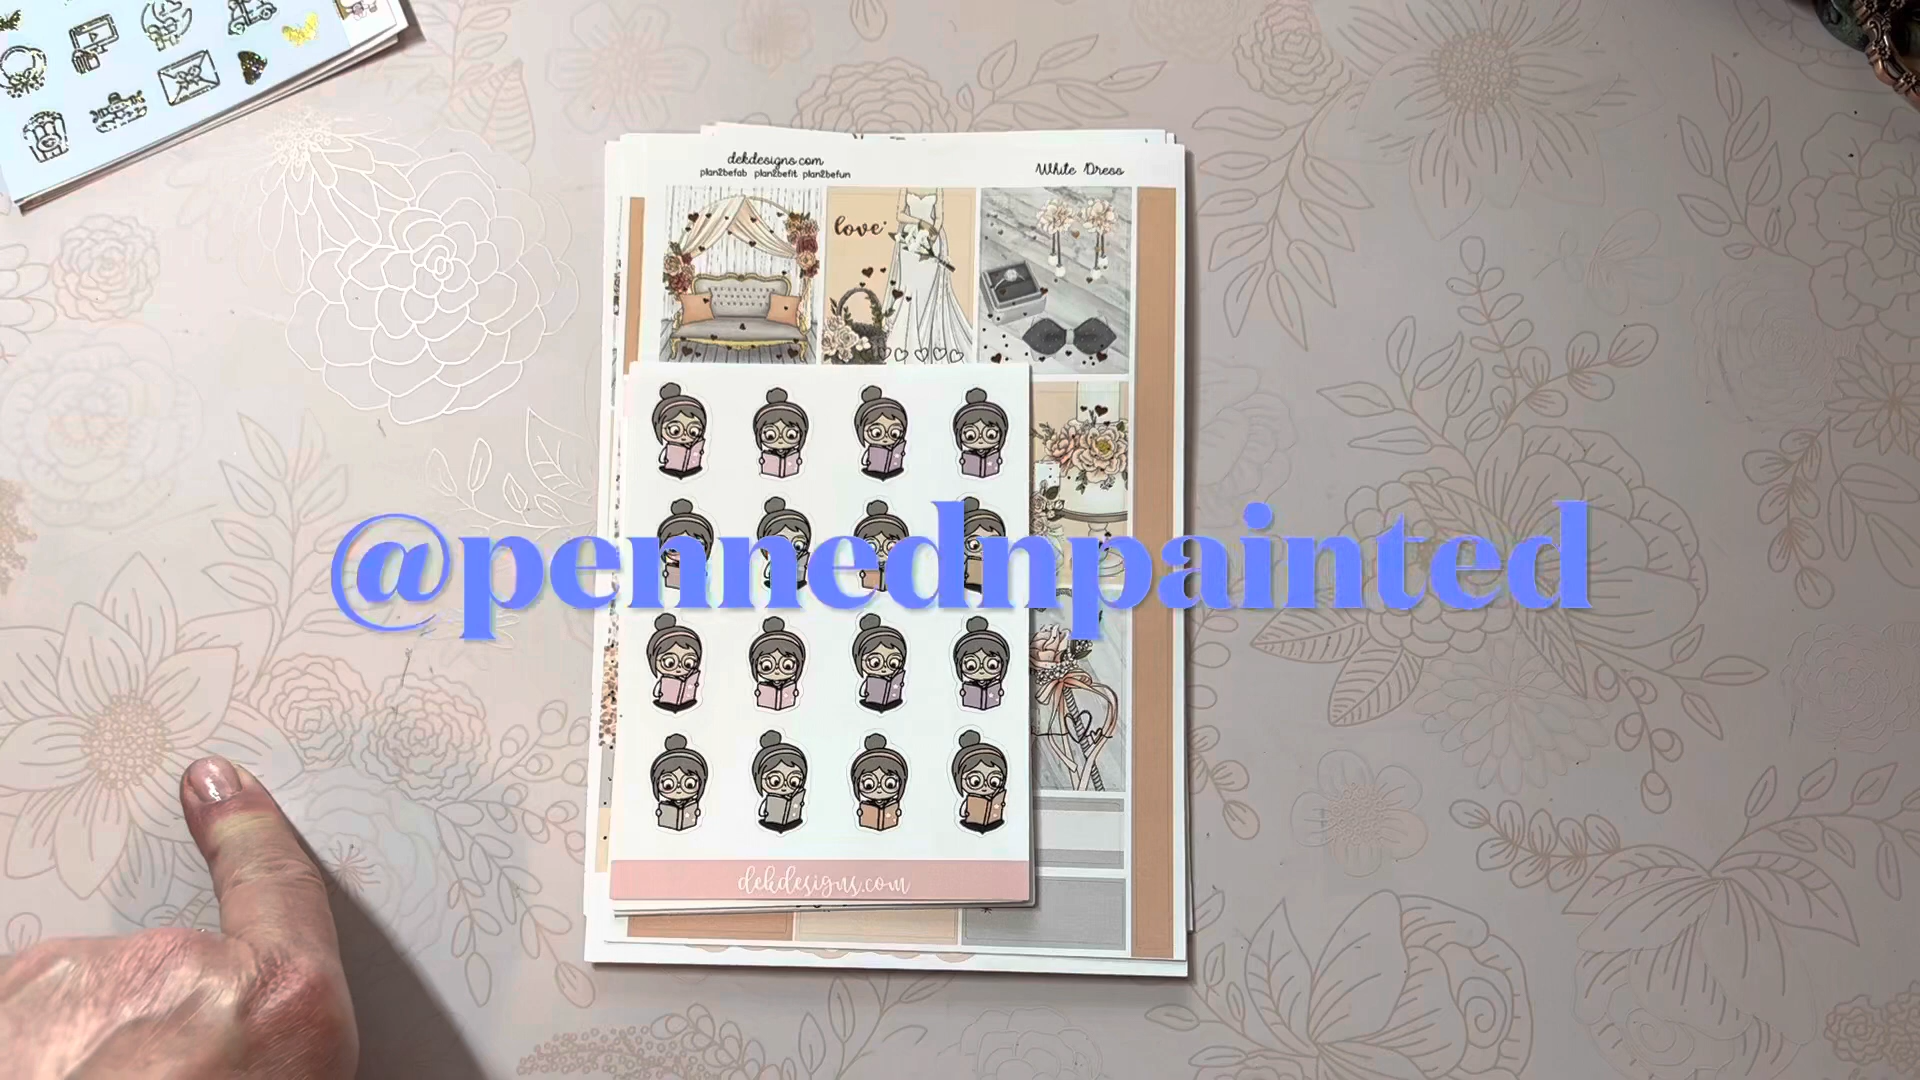 dekdesigns.com
plan2befab plan2befit plan2befun
White Dress
love
@pennednpainted
dekdesigns.com